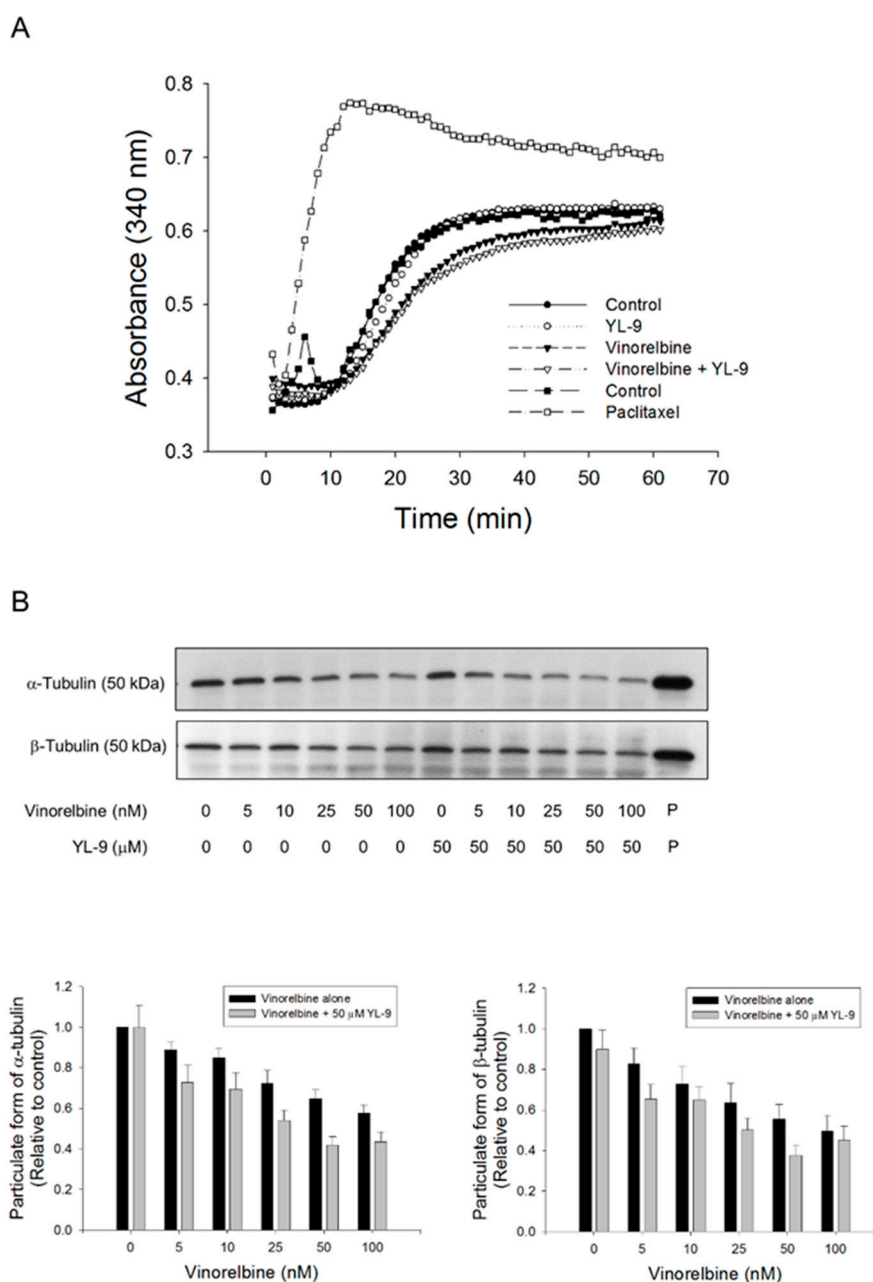 A
Absorbance (340 nm)
0.8
0.7
0.6
0.5
0.4
0.3
Control
YL-9
Vinorelbine
Vinorelbine + YL-9
Control
Paclitaxel
0 10 20 30 40 50 60 70
Time (min)
B
α-Tubulin (50 kDa)
β-Tubulin (50 kDa)
Vinorelbine (nM) 0 5 10 25 50 100 0 5 10 25 50 100 P
YL-9 (μM) 0 0 0 0 0 0 50 50 50 50 50 50 P
Particulate form of α-tubulin
(Relative to control)
1.2
1.0
0.8
0.6
0.4
0.2
0.0
Vinorelbine alone
Vinorelbine + 50 μM YL-9
0 5 10 25 50 100
Vinorelbine (nM)
Particulate form of β-tubulin
(Relative to control)
1.2
1.0
0.8
0.6
0.4
0.2
0.0
Vinorelbine alone
Vinorelbine + 50 μM YL-9
0 5 10 25 50 100
Vinorelbine (nM)